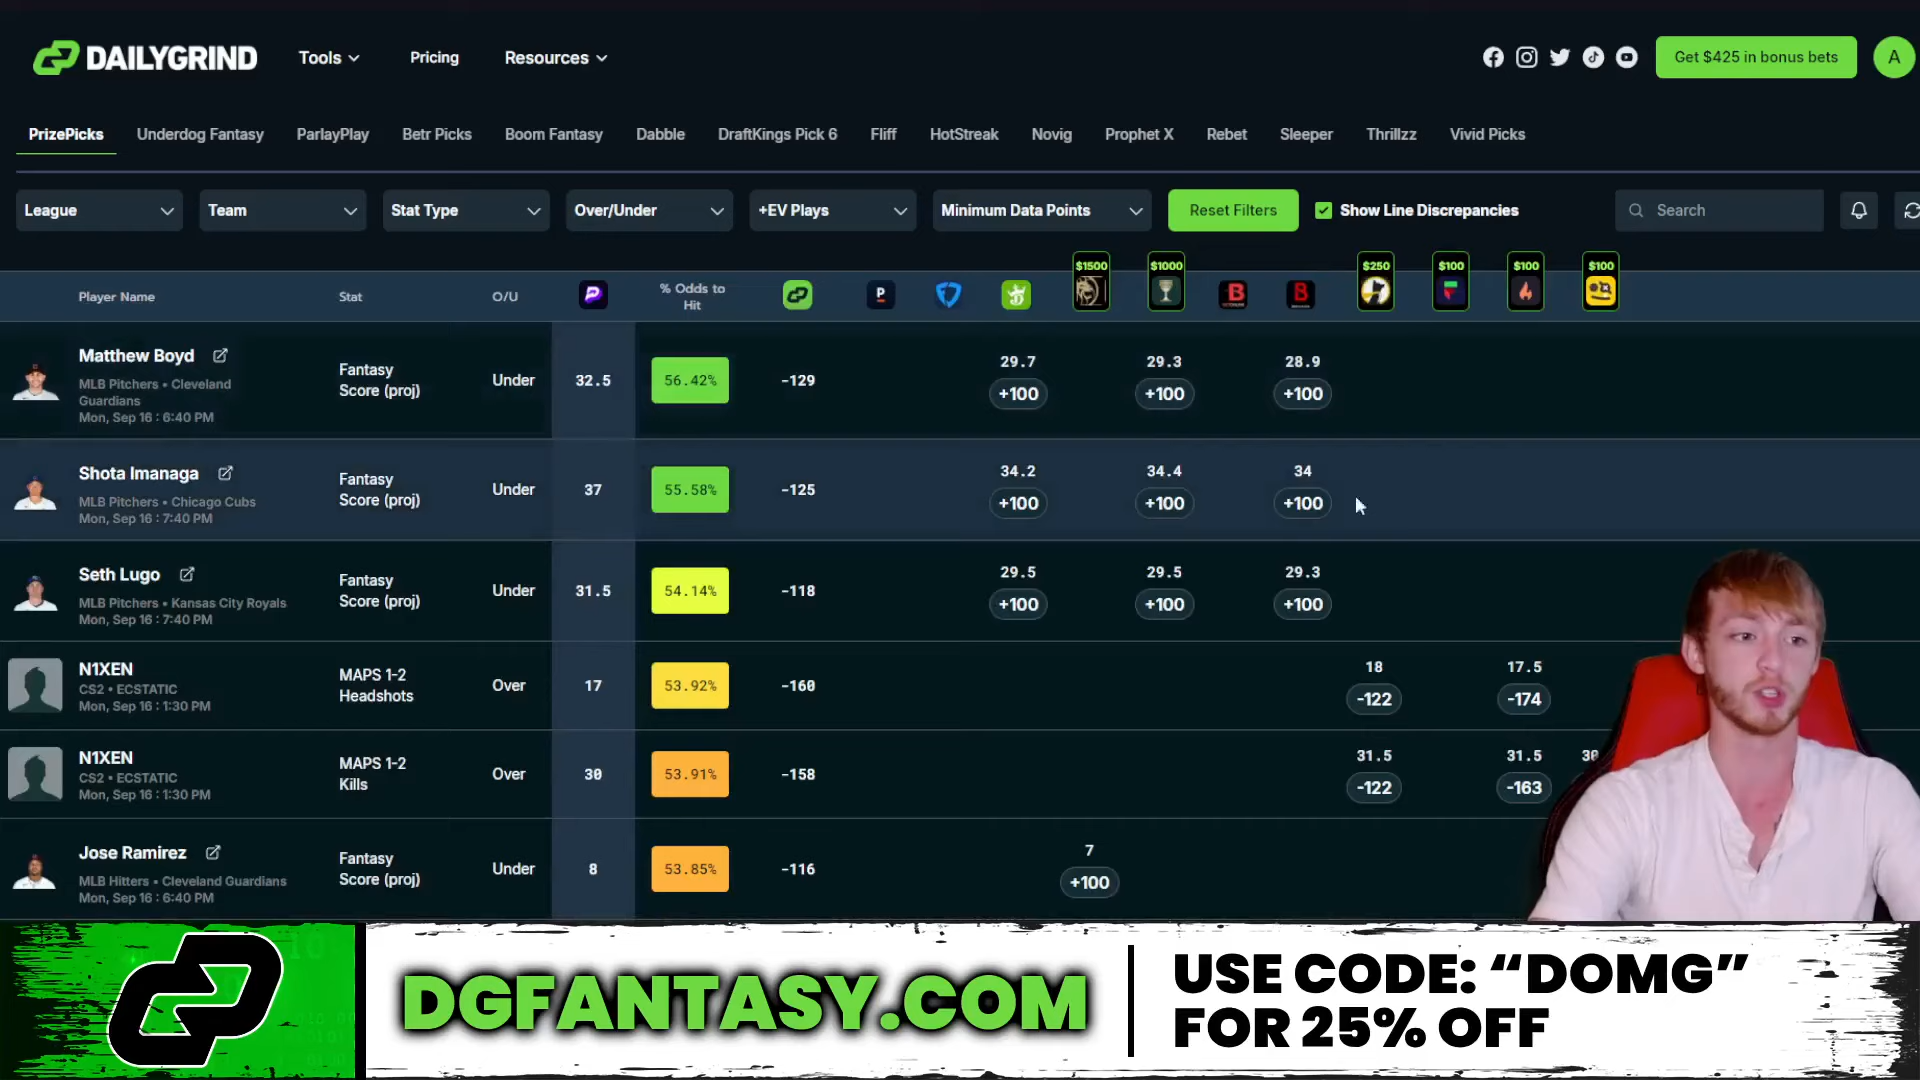 DAILYGRIND
Tools
Pricing
Resources
Get $425 in bonus bets
A
PrizePicks
Underdog Fantasy
ParlayPlay
Betr Picks
Boom Fantasy
Dabble
DraftKings Pick 6
Fliff
HotStreak
Novig
Prophet X
Rebet
Sleeper
Thrillzz
Vivid Picks
League
Team
Stat Type
Over/Under
+EV Plays
Minimum Data Points
Reset Filters
Show Line Discrepancies
Search
Player Name
Stat
O/U
P
% Odds to
Hit
P
$1500
$1000
B
B
$250
$100
$100
$100
Matthew Boyd
MLB Pitchers • Cleveland
Guardians
Mon, Sep 16 : 6:40 PM
Fantasy
Score (proj)
Under
32.5
56.42%
-129
29.7
+100
29.3
+100
28.9
+100
Shota Imanaga
MLB Pitchers • Chicago Cubs
Mon, Sep 16 : 7:40 PM
Fantasy
Score (proj)
Under
37
55.58%
-125
34.2
+100
34.4
+100
34
+100
Seth Lugo
MLB Pitchers • Kansas City Royals
Mon, Sep 16 : 7:40 PM
Fantasy
Score (proj)
Under
31.5
54.14%
-118
29.5
+100
29.5
+100
29.3
+100
N1XEN
CS2 • ECSTATIC
Mon, Sep 16 : 1:30 PM
MAPS 1-2
Headshots
Over
17
53.92%
-160
18
-122
17.5
-174
N1XEN
CS2 • ECSTATIC
Mon, Sep 16 : 1:30 PM
MAPS 1-2
Kills
Over
30
53.91%
-158
31.5
-122
31.5
-163
Jose Ramirez
MLB Hitters • Cleveland Guardians
Mon, Sep 16 : 6:40 PM
Fantasy
Score (proj)
Under
8
53.85%
-116
7
+100
DGFANTASY.COM
USE CODE: “DOMG”
FOR 25% OFF